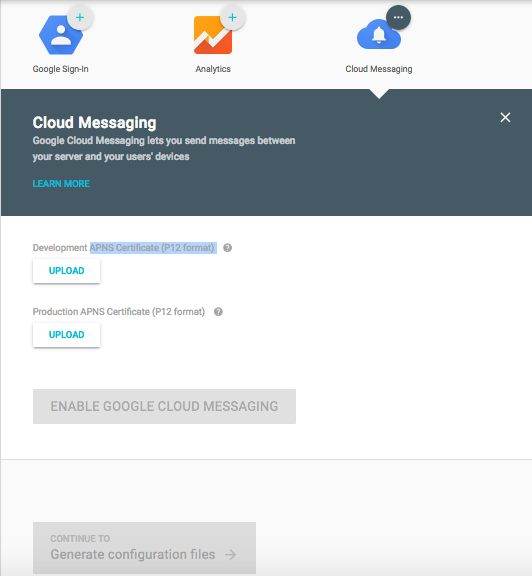 Google Sign-In
Analytics
Cloud Messaging
Cloud Messaging
Google Cloud Messaging lets you send messages between
your server and your users' devices
LEARN MORE
Development APNS Certificate (P12 format)
UPLOAD
Production APNS Certificate (P12 format)
UPLOAD
ENABLE GOOGLE CLOUD MESSAGING
CONTINUE TO
Generate configuration files